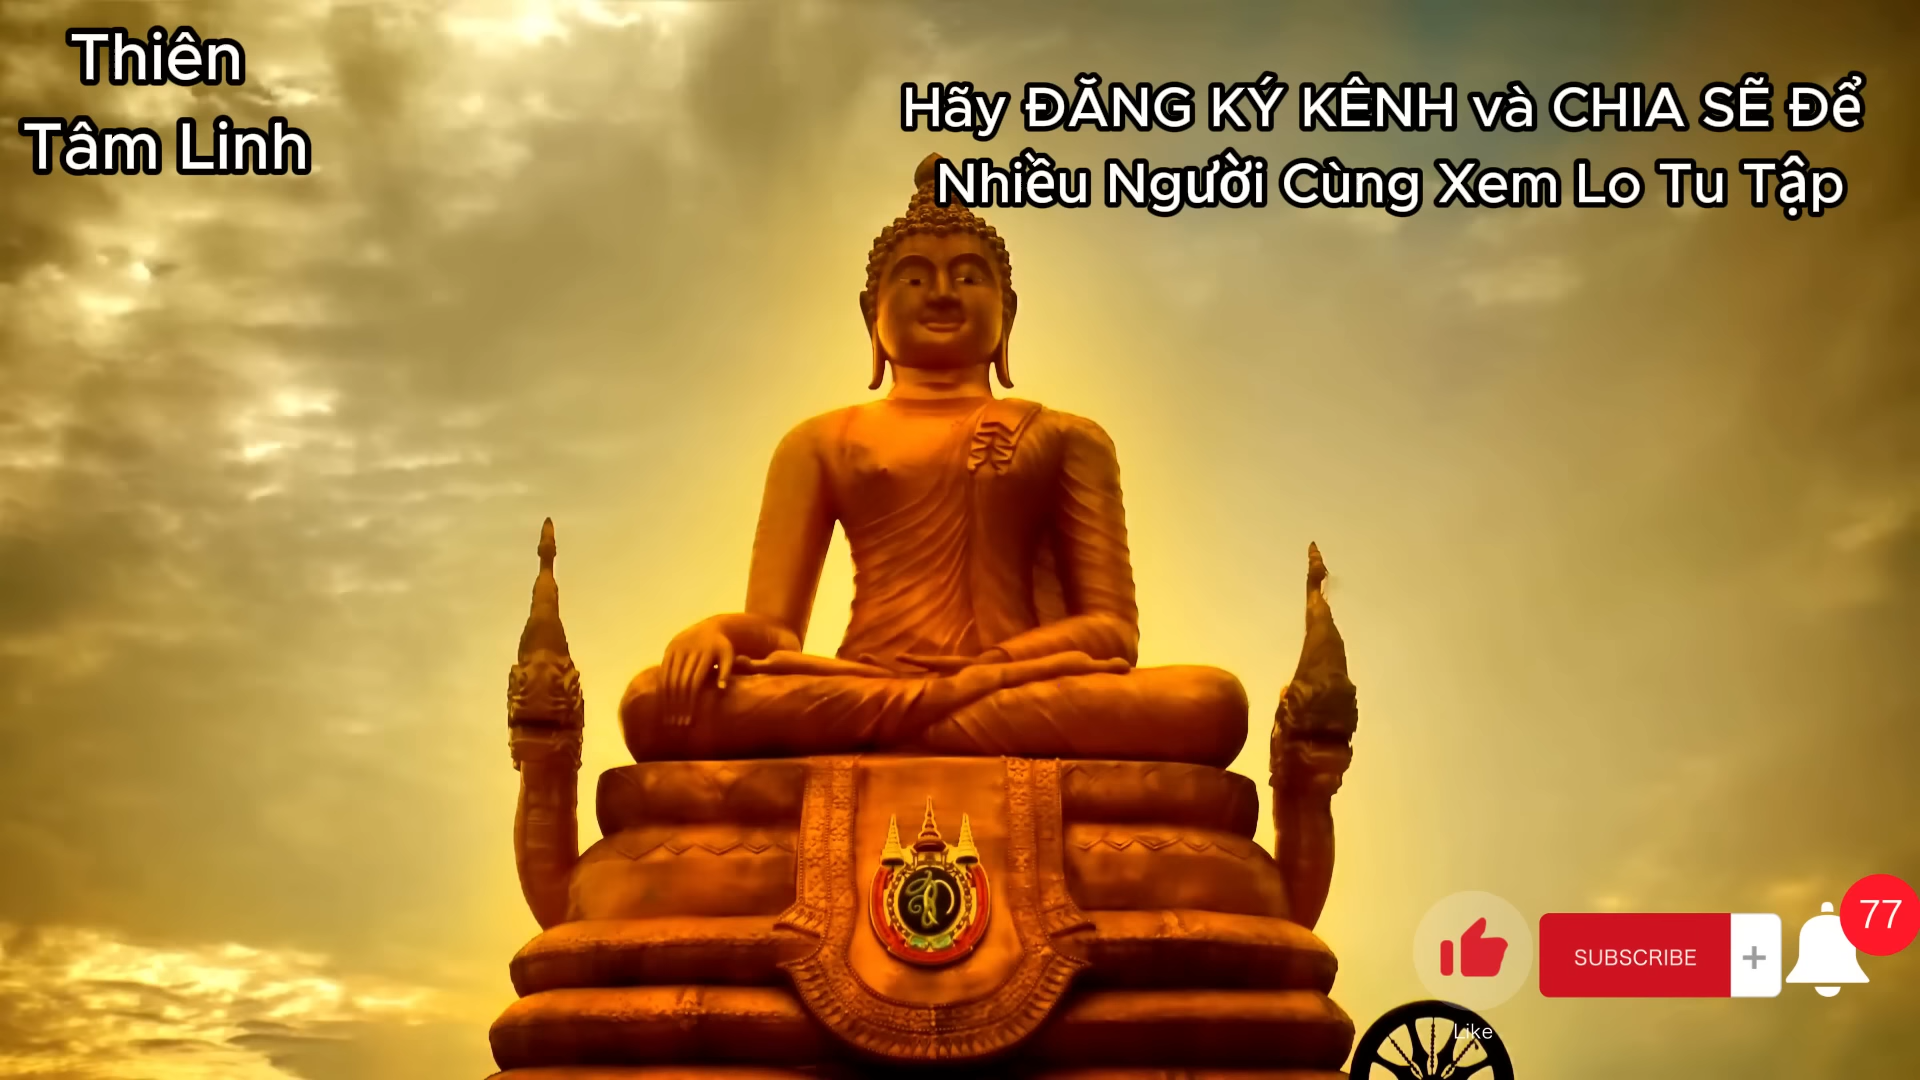 Thiên
Tâm Linh
Hãy ĐĂNG KÝ KÊNH và CHIA SẼ Để
Nhiều Người Cùng Xem Lo Tu Tập
77
SUBSCRIBE +
Like